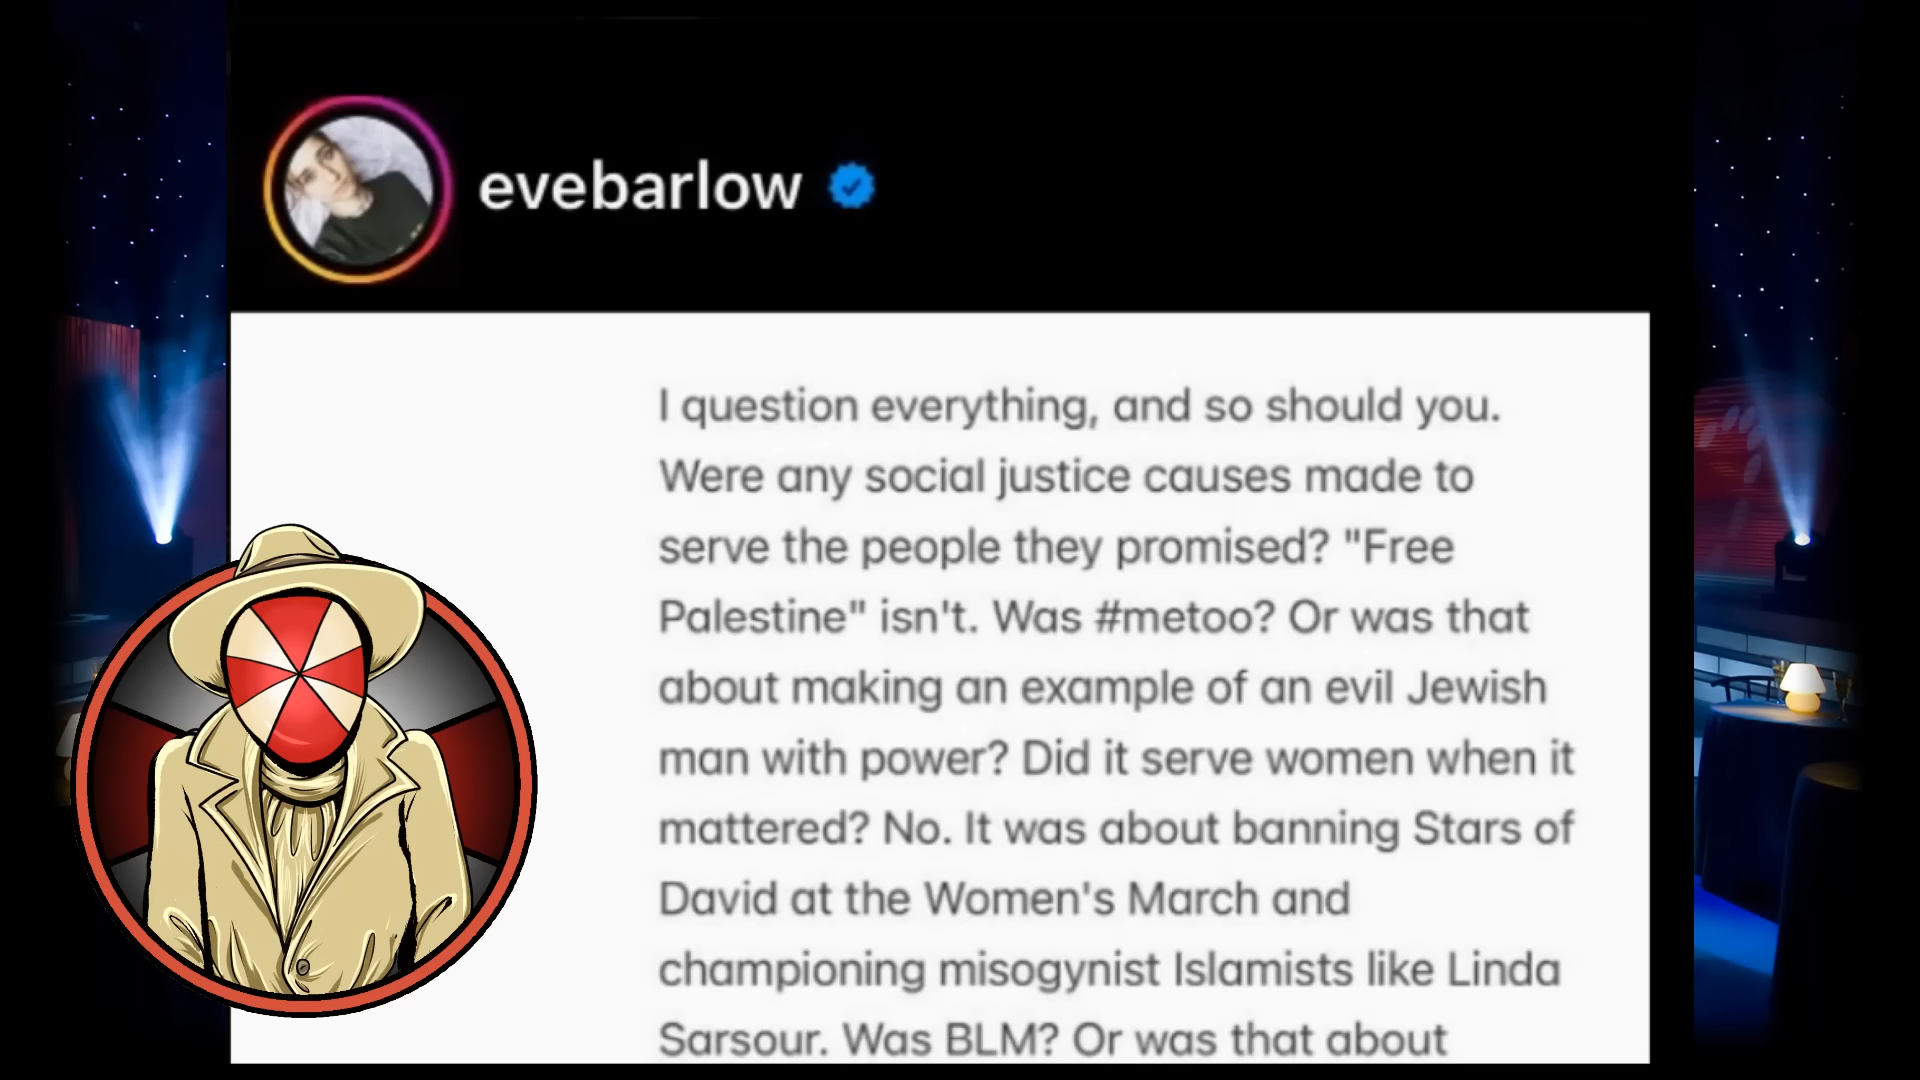 evebarlow
I question everything, and so should you.
Were any social justice causes made to
serve the people they promised? "Free
Palestine" isn't. Was #metoo? Or was that
about making an example of an evil Jewish
man with power? Did it serve women when it
mattered? No. It was about banning Stars of
David at the Women's March and
championing misogynist Islamists like Linda
Sarsour. Was BLM? Or was that about